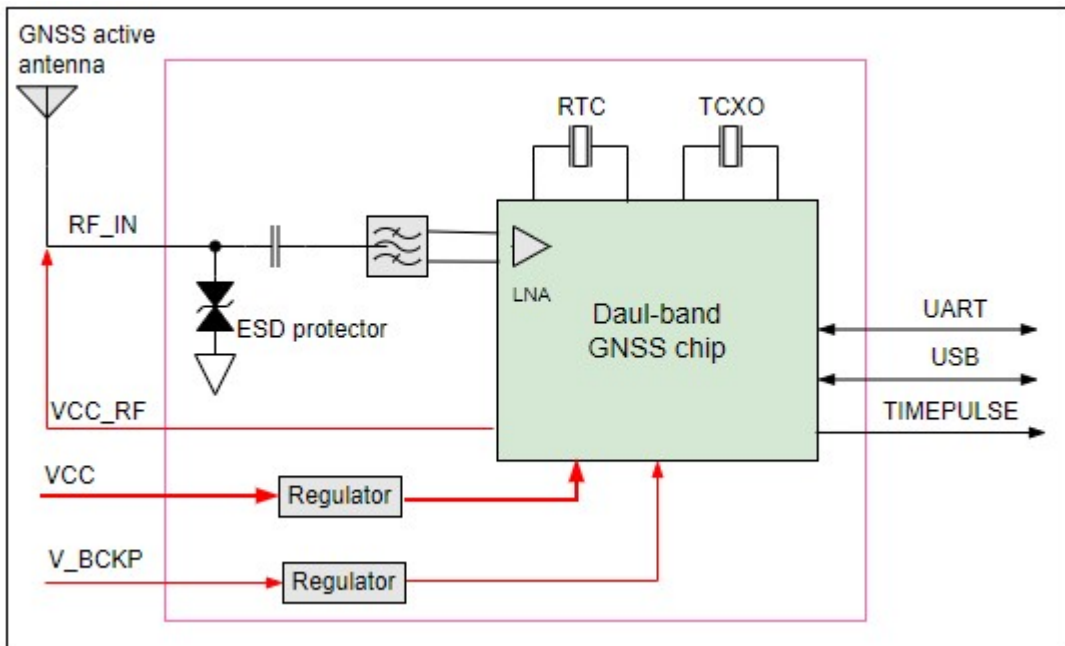 GNSS active
antenna
RTC
TCXO
RF_IN
LNA
ESD protector
Daul-band
GNSS chip
UART
USB
TIMEPULSE
VCC_RF
VCC
Regulator
V_BCKP
Regulator